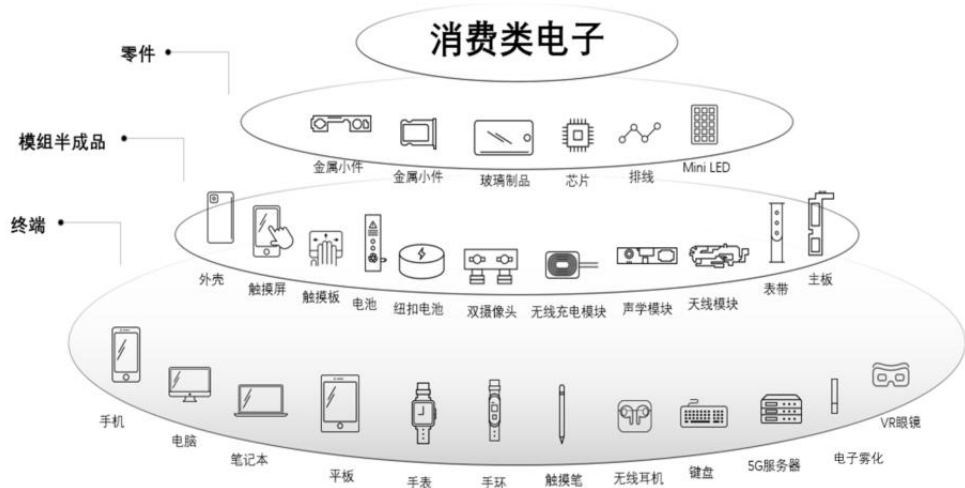 消费类电子
零件
金属小件
金属小件
玻璃制品
芯片
排线
Mini LED
模组半成品
外壳
触摸屏
触摸板
电池
纽扣电池
双摄像头
无线充电模块
声学模块
天线模块
表带
主板
终端
手机
电脑
笔记本
平板
手表
手环
触摸笔
无线耳机
键盘
5G服务器
电子雾化
VR眼镜